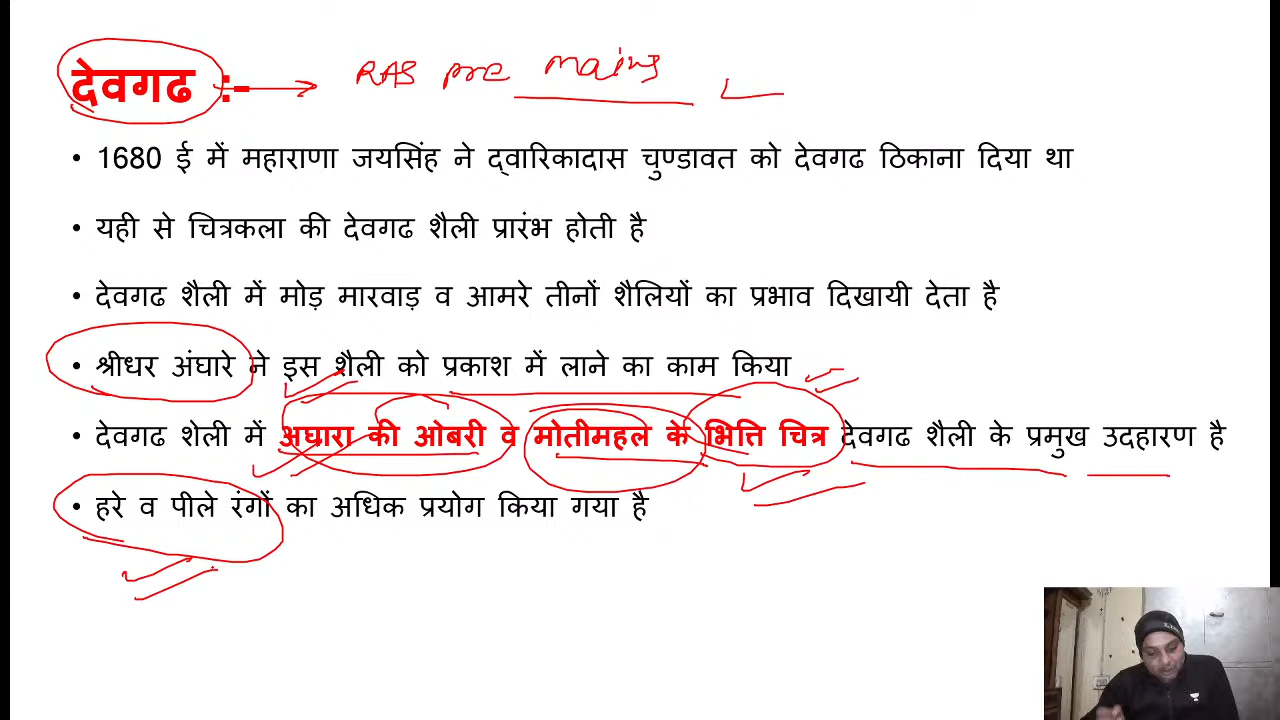 देवगढ :- RAS pre mains
• 1680 ई में महाराणा जयसिंह ने द्वारिकादास चुण्डावत को देवगढ ठिकाना दिया था
• यही से चित्रकला की देवगढ शैली प्रारंभ होती है
• देवगढ शैली में मोड़ मारवाड़ व आमरे तीनों शैलियों का प्रभाव दिखायी देता है
• श्रीधर अंघारे ने इस शैली को प्रकाश में लाने का काम किया
• देवगढ शेली में अघारा की ओबरी व मोतीमहल के भित्ति चित्र देवगढ शैली के प्रमुख उदहारण है
• हरे व पीले रंगों का अधिक प्रयोग किया गया है